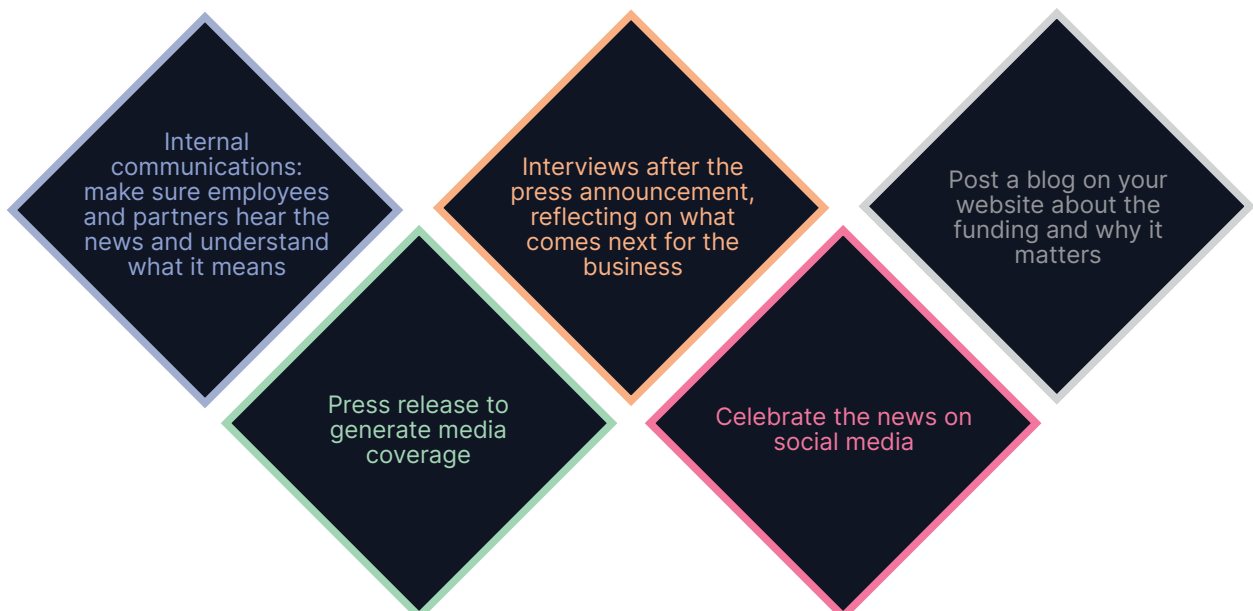 Internal
communications:
make sure employees
and partners hear the
news and understand
what it means
Press release to
generate media
coverage
Interviews after the
press announcement,
reflecting on what
comes next for the
business
Celebrate the news on
social media
Post a blog on your
website about the
funding and why it
matters